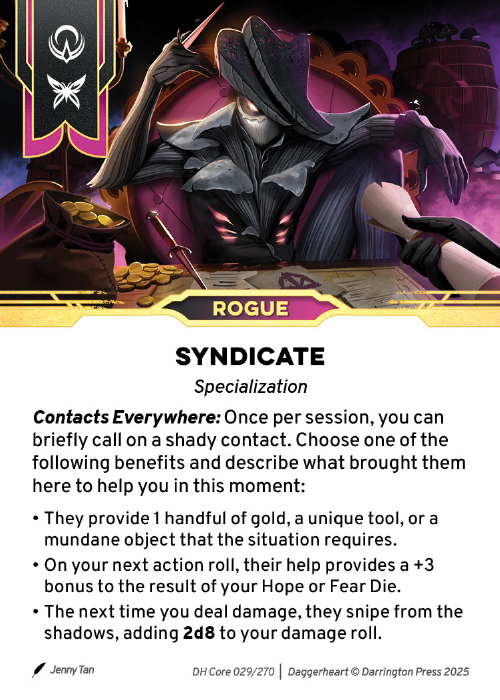 ROGUE
SYNDICATE
Specialization
Contacts Everywhere: Once per session, you can
briefly call on a shady contact. Choose one of the
following benefits and describe what brought them
here to help you in this moment:
• They provide 1 handful of gold, a unique tool, or a
mundane object that the situation requires.
• On your next action roll, their help provides a +3
bonus to the result of your Hope or Fear Die.
• The next time you deal damage, they snipe from the
shadows, adding 2d8 to your damage roll.
Jenny Tan
DH Core 029/270 | Daggerheart © Darrington Press 2025